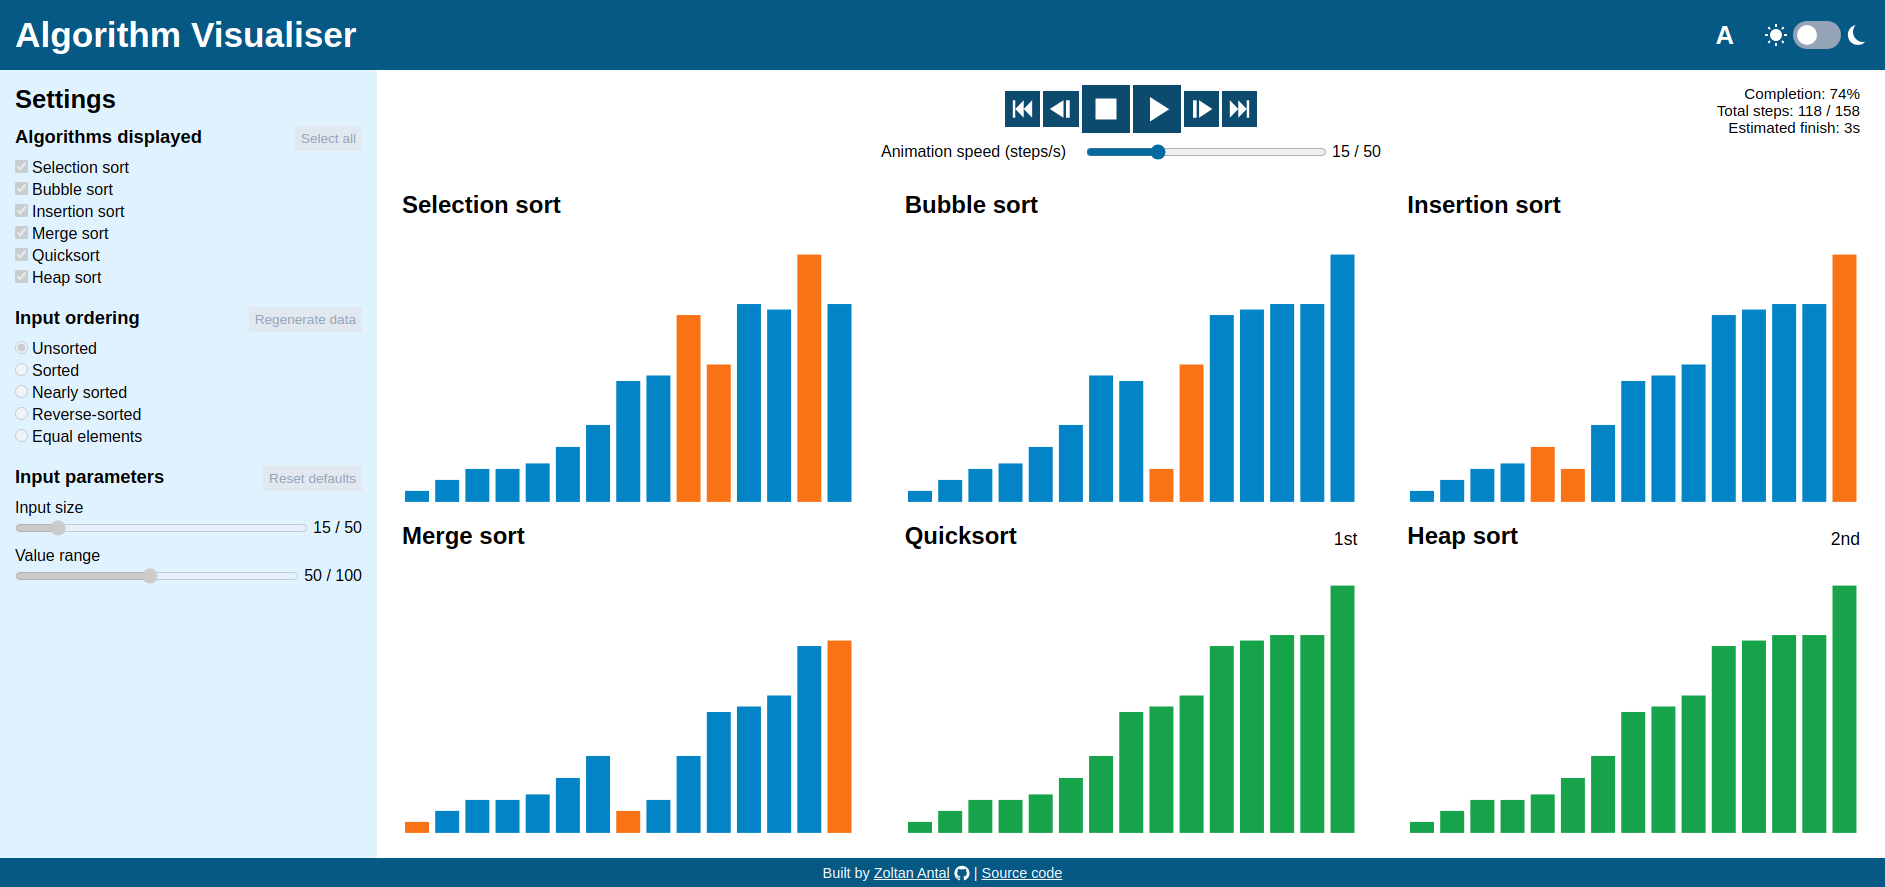 Algorithm Visualiser
A
Settings
Algorithms displayed
Select all
Selection sort
Bubble sort
Insertion sort
Merge sort
Quicksort
Heap sort
Input ordering
Regenerate data
Unsorted
Sorted
Nearly sorted
Reverse-sorted
Equal elements
Input parameters
Reset defaults
Input size
15 / 50
Value range
50 / 100
Animation speed (steps/s)
15 / 50
Completion: 74%
Total steps: 118 / 158
Estimated finish: 3s
Selection sort
Bubble sort
Insertion sort
Merge sort
Quicksort
1st
Heap sort
2nd
Built by Zoltan Antal | Source code